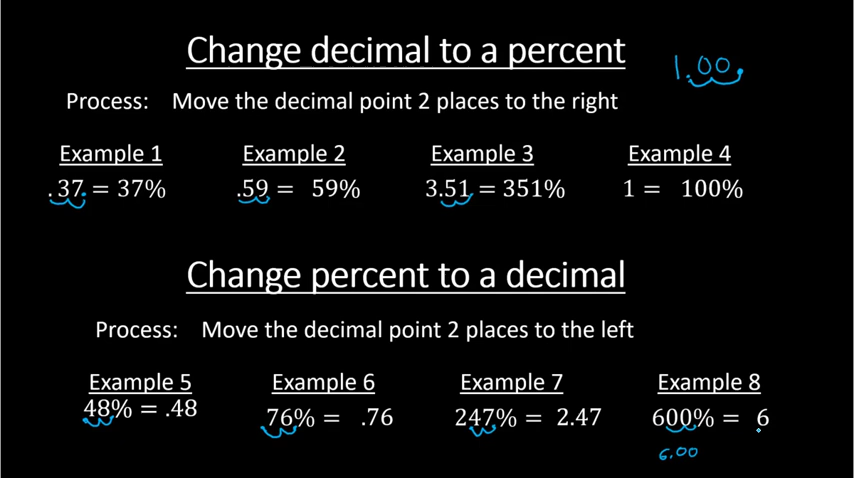 Change decimal to a percent
1.00.
Process: Move the decimal point 2 places to the right
Example 1 Example 2 Example 3 Example 4
.37 = 37% .59 = 59% 3.51 = 351% 1 = 100%
Change percent to a decimal
Process: Move the decimal point 2 places to the left
Example 5 Example 6 Example 7 Example 8
48% = .48 76% = .76 247% = 2.47 600% = 6
6.00